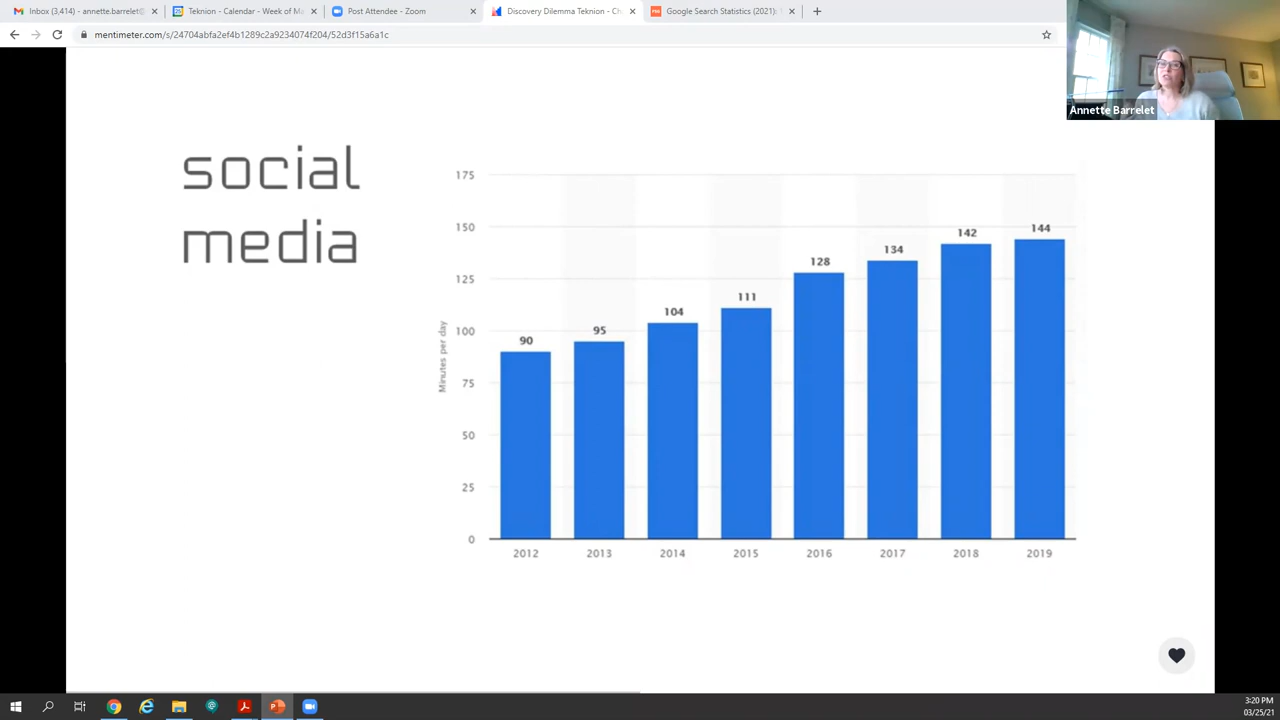 Inbox (3,414) - annette.barrelet@
Teknion - Calendar - Week of Ma
Post Attendee - Zoom
Discovery Dilemma Teknion - Ch
Google Search Statistics (2021)
mentimeter.com/s/24704abfa2ef4b1289c2a9234074f204/52d3f15a6a1c
Annette Barrelet
social
media
Minutes per day
175
150
125
100
75
50
25
0
90
95
104
111
128
134
142
144
2012 2013 2014 2015 2016 2017 2018 2019
3:20 PM
03/25/21